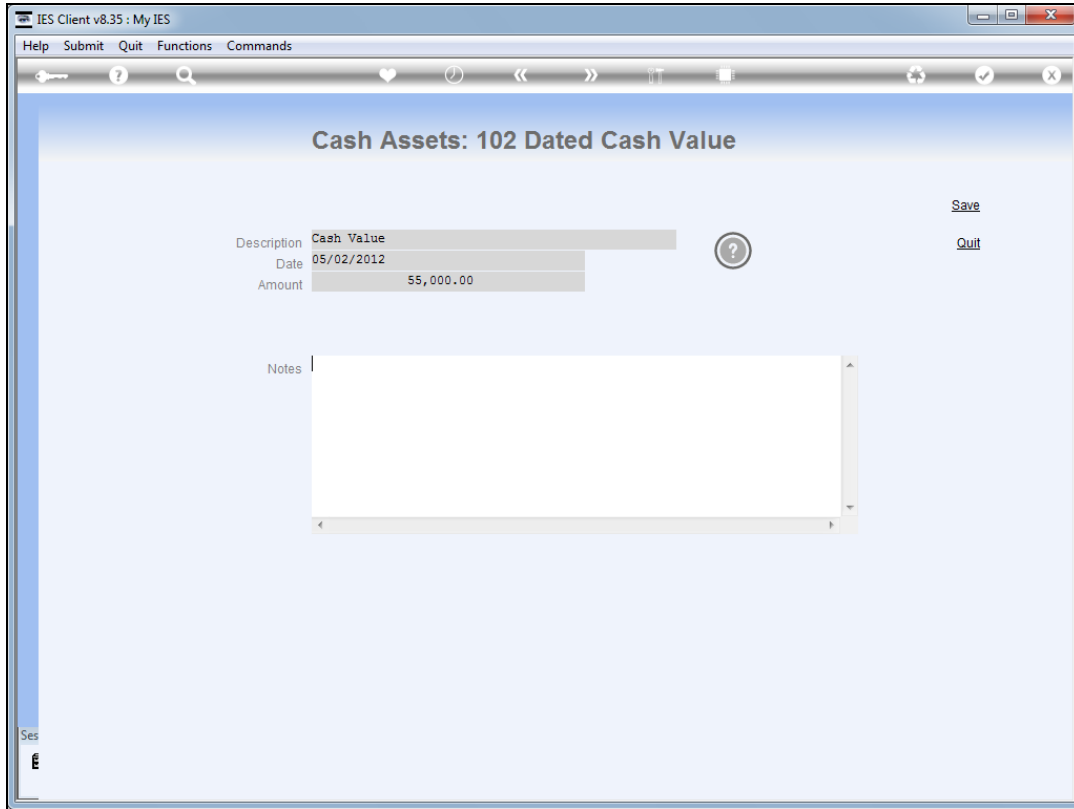 IES Client v8.35 : My IES
Help Submit Quit Functions Commands
Cash Assets: 102 Dated Cash Value
Save
Description Cash Value
Quit
Date 05/02/2012
Amount 55,000.00
Notes
Ses